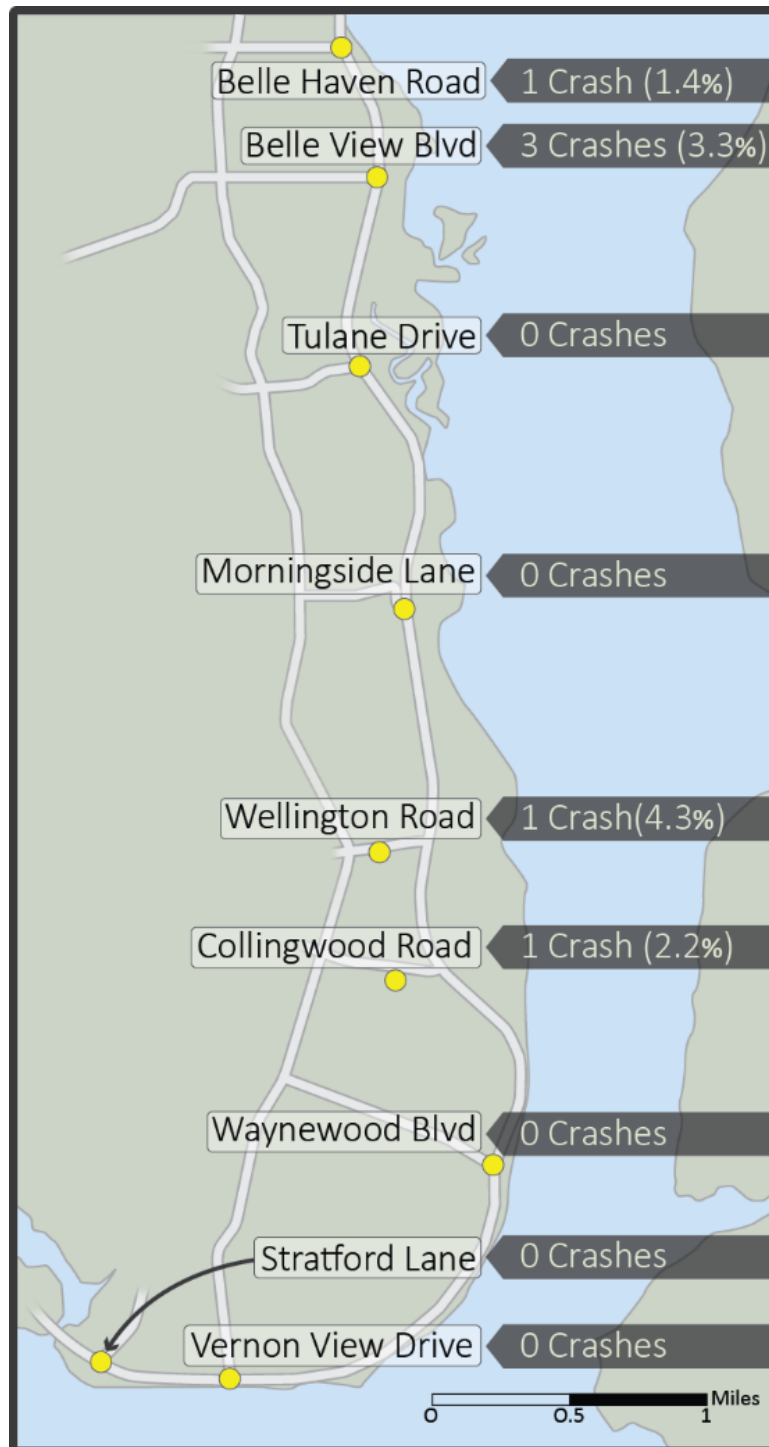 Belle Haven Road 1 Crash (1.4%)
Belle View Blvd 3 Crashes (3.3%)
Tulane Drive 0 Crashes
Morningside Lane 0 Crashes
Wellington Road 1 Crash(4.3%)
Collingwood Road 1 Crash (2.2%)
Waynewood Blvd 0 Crashes
Stratford Lane 0 Crashes
Vernon View Drive 0 Crashes
Miles
0 0.5 1